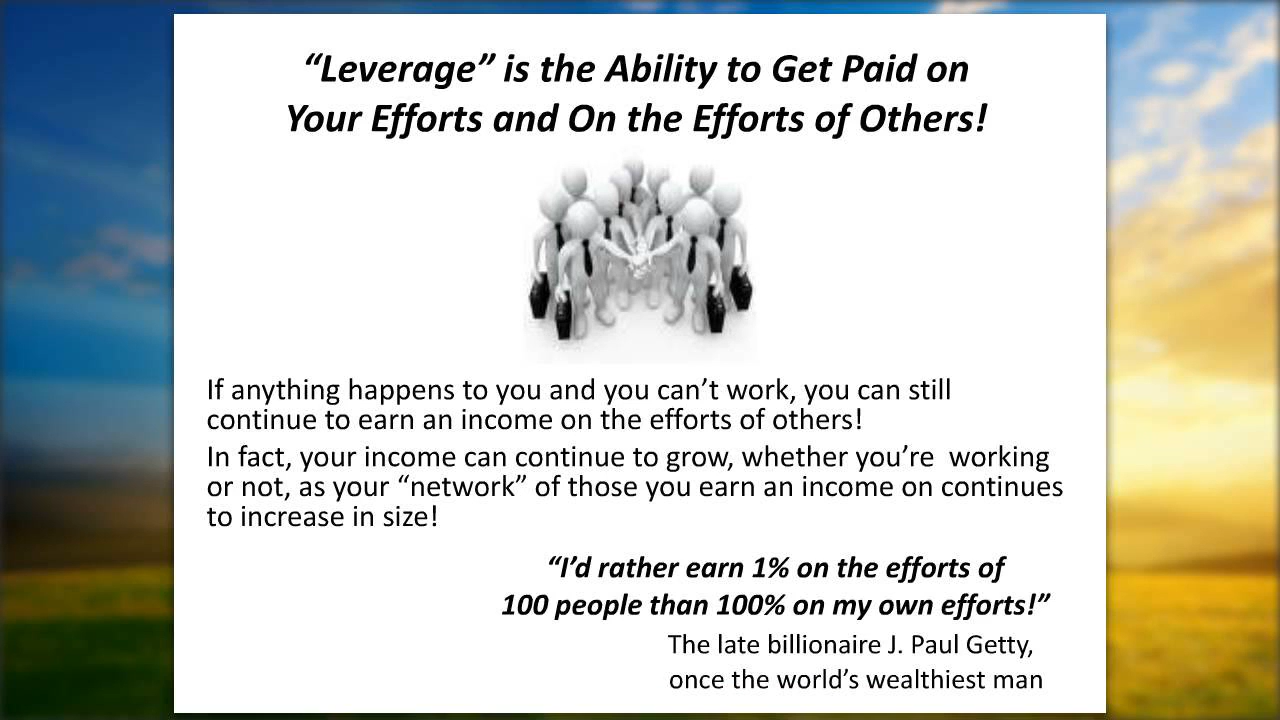 “Leverage” is the Ability to Get Paid on
Your Efforts and On the Efforts of Others!
If anything happens to you and you can’t work, you can still
continue to earn an income on the efforts of others!
In fact, your income can continue to grow, whether you’re  working
or not, as your “network” of those you earn an income on continues
to increase in size!
“I’d rather earn 1% on the efforts of
100 people than 100% on my own efforts!”
The late billionaire J. Paul Getty,
once the world’s wealthiest man